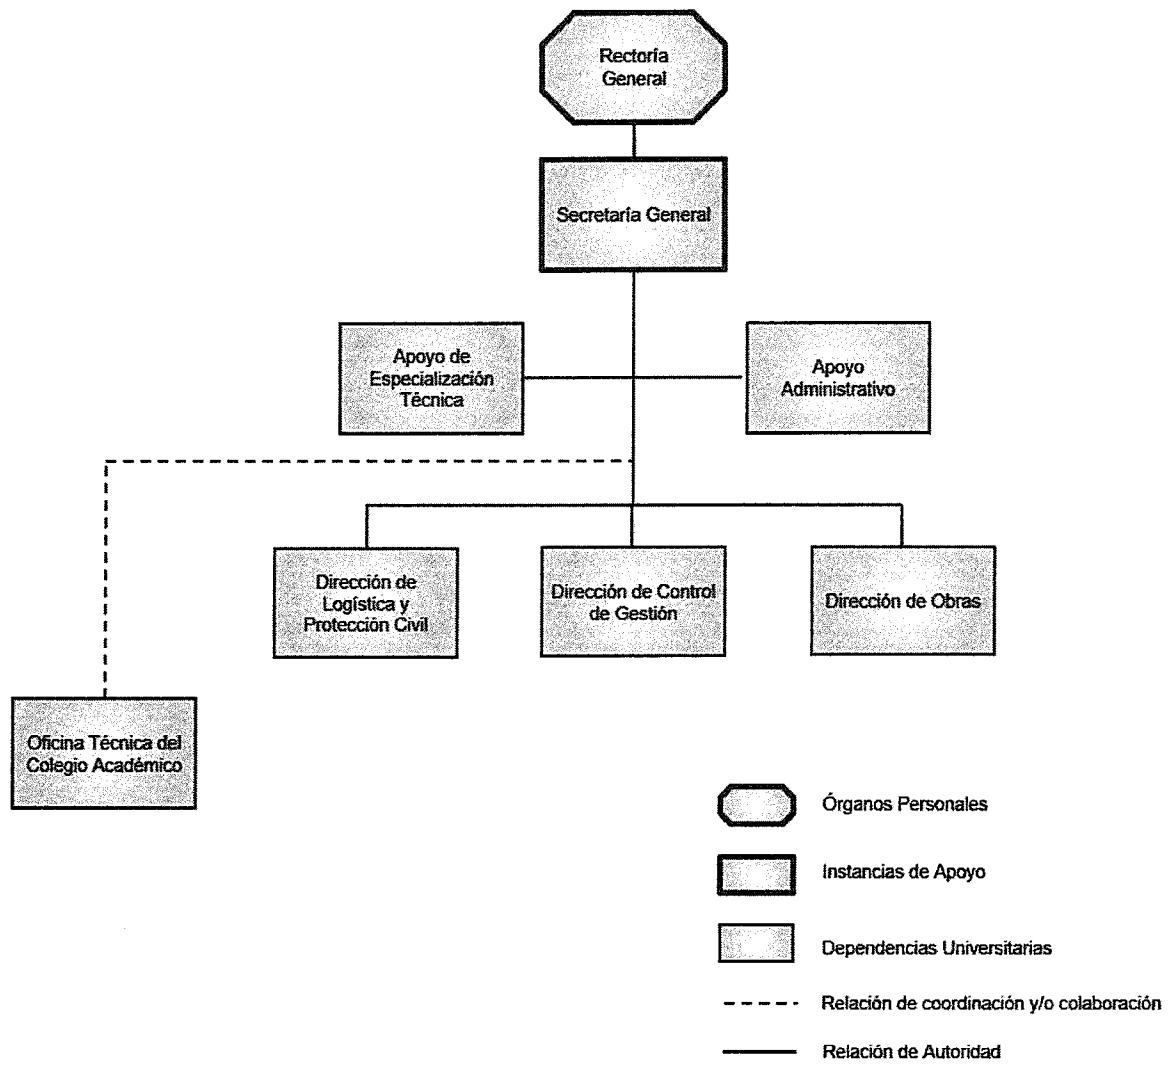 Rectoría
General
Secretaría General
Apoyo de
Especialización
Técnica
Apoyo
Administrativo
Dirección de
Logística y
Protección Civil
Dirección de Control
de Gestión
Dirección de Obras
Oficina Técnica del
Colegio Académico
Órganos Personales
Instancias de Apoyo
Dependencias Universitarias
Relación de coordinación y/o colaboración
Relación de Autoridad